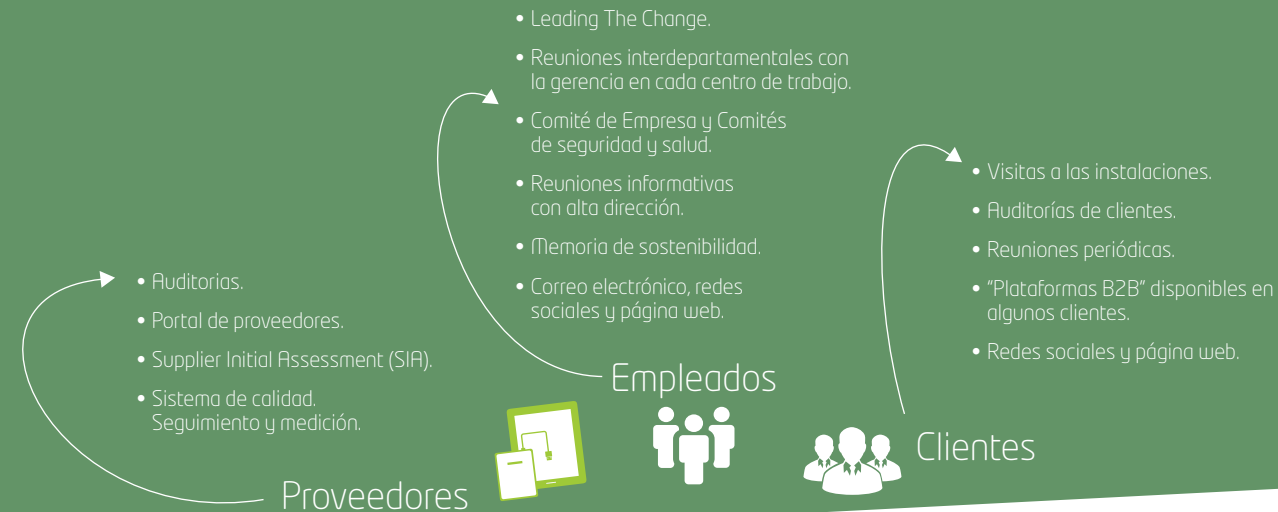 • Leading The Change.
• Reuniones interdepartamentales con
la gerencia en cada centro de trabajo.
• Comité de Empresa y Comités
de seguridad y salud.
• Reuniones informativas
con alta dirección.
• Memoria de sostenibilidad.
• Correo electrónico, redes
sociales y página web.
Empleados
• Visitas a las instalaciones.
• Auditorías de clientes.
• Reuniones periódicas.
• “Plataformas B2B” disponibles en
algunos clientes.
• Redes sociales y página web.
Clientes
• Auditorias.
• Portal de proveedores.
• Supplier Initial Assessment (SIA).
• Sistema de calidad.
Seguimiento y medición.
Proveedores